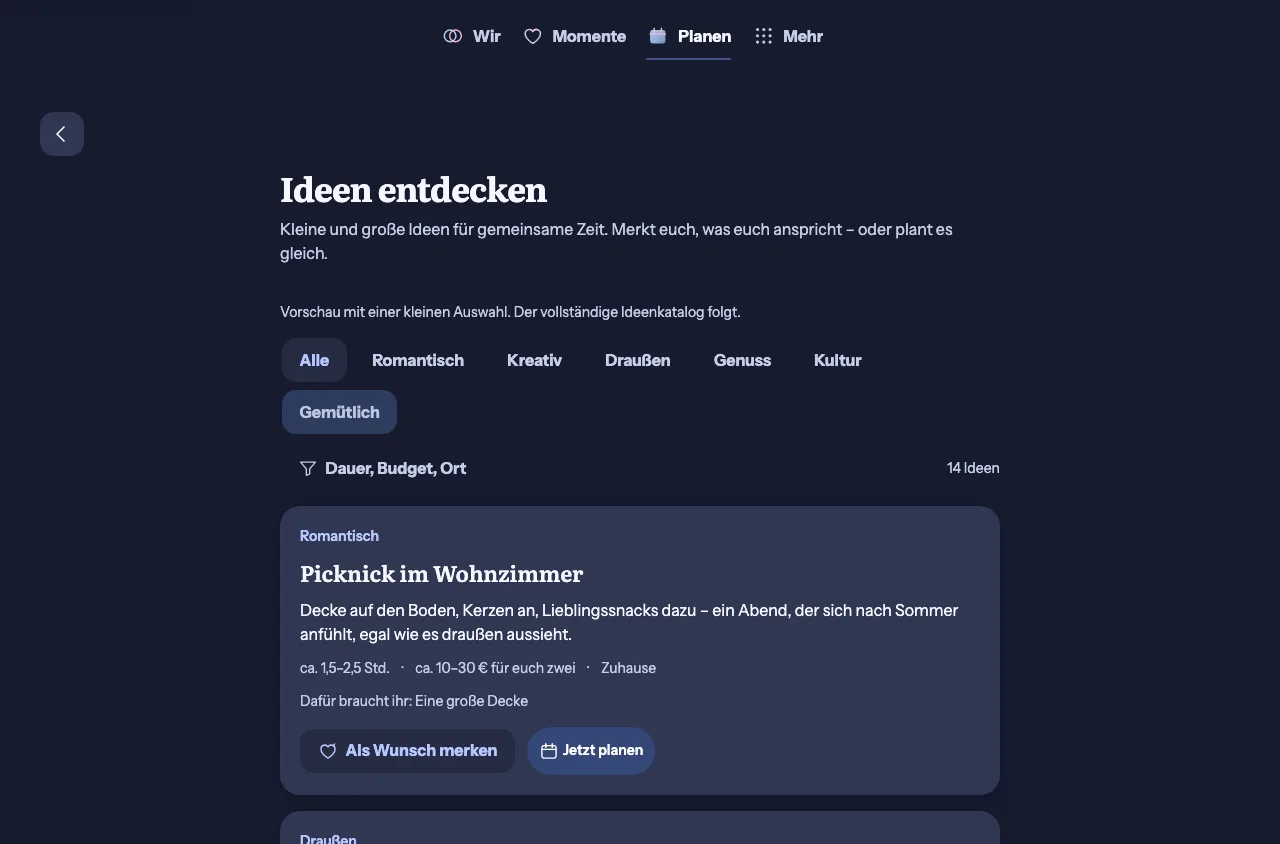 Wir Momente Planen Mehr
Ideen entdecken
Kleine und große Ideen für gemeinsame Zeit. Merkt euch, was euch anspricht – oder plant es
gleich.
Vorschau mit einer kleinen Auswahl. Der vollständige Ideenkatalog folgt.
Alle Romantisch Kreativ Draußen Genuss Kultur
Gemütlich
Dauer, Budget, Ort 14 Ideen
Romantisch
Picknick im Wohnzimmer
Decke auf den Boden, Kerzen an, Lieblingssnacks dazu – ein Abend, der sich nach Sommer
anfühlt, egal wie es draußen aussieht.
ca. 1,5–2,5 Std. · ca. 10–30 € für euch zwei · Zuhause
Dafür braucht ihr: Eine große Decke
Als Wunsch merken Jetzt planen
Draußen